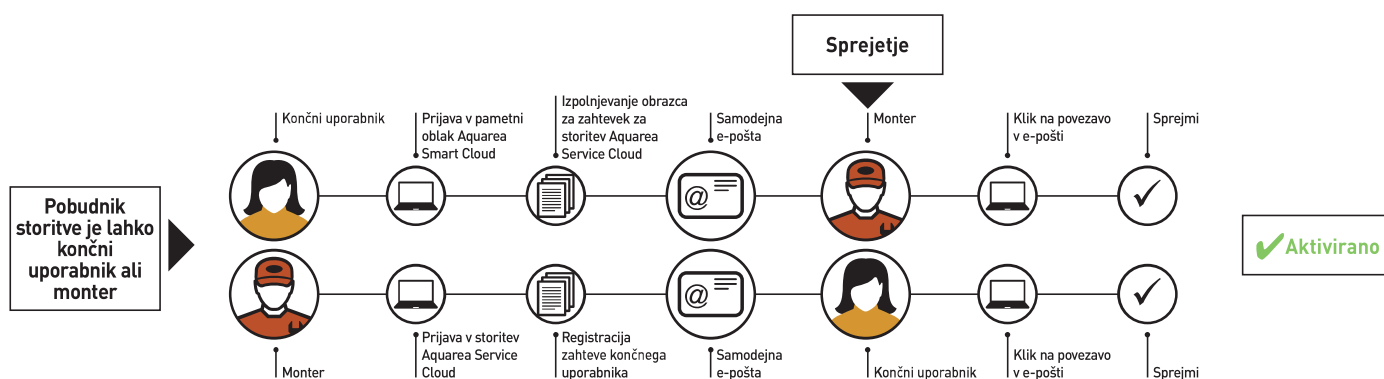 Sprejetje
Končni uporabnik
Prijava v pametni
oblak Aquarea
Smart Cloud
Izpolnjevanje obrazca
za zahtevek za
storitev Aquarea
Service Cloud
Samodejna
e-pošta
Monter
Klik na povezavo
v e-pošti
Sprejmi
Pobudnik
storitve je lahko
končni
uporabnik ali
monter
@
@
Aktivirano
Monter
Prijava v storitev
Aquarea Service
Cloud
Registracija
zahteve končnega
uporabnika
Samodejna
e-pošta
Končni uporabnik
Klik na povezavo
v e-pošti
Sprejmi